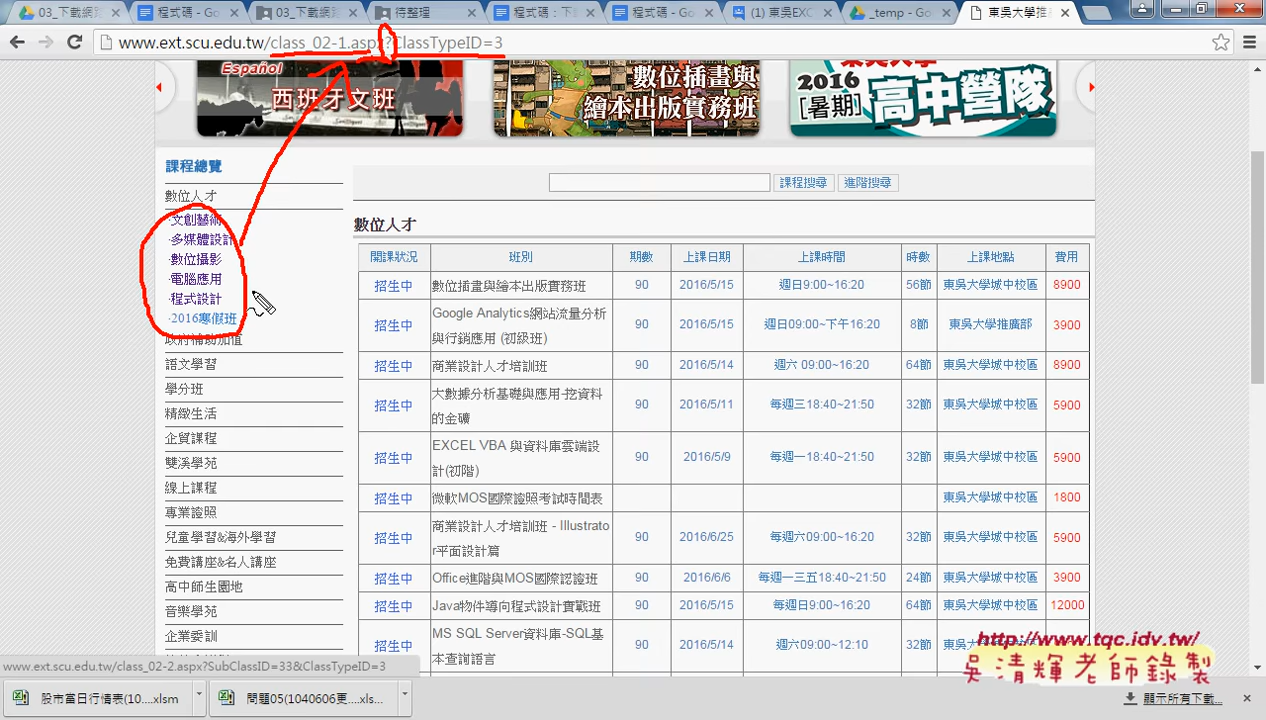 03_下載網路
程式碼 - Go
03_下載網路
待整理
程式碼：下
程式碼 - Go
(1) 東吳EXC
_temp - Goo
東吳大學推
www.ext.scu.edu.tw/class_02-1.aspx?ClassTypeID=3
Español
西班牙文班
數位插畫與
繪本出版實務班
2016
[暑期]
高中營隊
課程總覽
數位人才
·文創藝術
·多媒體設計
·數位攝影
·電腦應用
·程式設計
·2016寒假班
政府補助加值
語文學習
學分班
精緻生活
企貿課程
雙溪學苑
線上課程
專業證照
兒童學習&海外學習
免費講座&名人講座
高中師生園地
音樂學苑
企業委訓
課程搜尋 進階搜尋
數位人才
開課狀況 班別 期數 上課日期 上課時間 時數 上課地點 費用
招生中 數位插畫與繪本出版實務班 90 2016/5/15 週日9:00~16:20 56節 東吳大學城中校區 8900
招生中 Google Analytics網站流量分析與行銷應用 (初級班) 90 2016/5/15 週日09:00~下午16:20 8節 東吳大學推廣部 3900
招生中 商業設計人才培訓班 90 2016/5/14 週六 09:00~16:20 64節 東吳大學城中校區 8900
招生中 大數據分析基礎與應用-挖資料的金礦 90 2016/5/11 每週三18:40~21:50 32節 東吳大學城中校區 5900
招生中 EXCEL VBA 與資料庫雲端設計(初階) 90 2016/5/9 每週一18:40~21:50 32節 東吳大學城中校區 5900
招生中 微軟MOS國際證照考試時間表 東吳大學城中校區 1800
招生中 商業設計人才培訓班 - Illustrator平面設計篇 90 2016/6/25 每週六09:00~16:20 32節 東吳大學城中校區 5900
招生中 Office進階與MOS國際認證班 90 2016/6/6 每週一三五18:40~21:50 24節 東吳大學城中校區 3900
招生中 Java物件導向程式設計實戰班 90 2016/5/15 每週日9:00~16:20 64節 東吳大學城中校區 12000
招生中 MS SQL Server資料庫-SQL基本查詢語言 90 2016/5/14 週六09:00~12:10 32節
http://www.tqc.idv.tw/
吳清輝老師錄製
www.ext.scu.edu.tw/class_02-2.aspx?SubClassID=33&ClassTypeID=3
股市當日行情表(10....xlsm
問題05(1040606更....xls...
顯示所有下載...